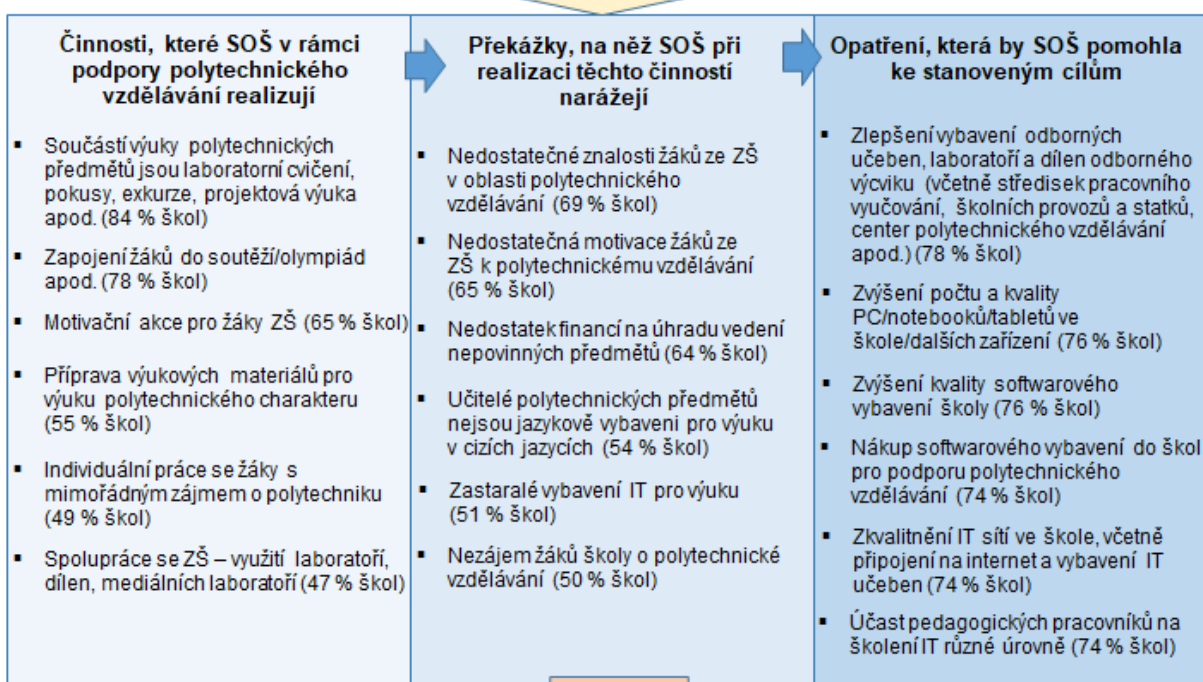 Činnosti, které SOŠ v rámci
podpory polytechnického
vzdělávání realizují
▪ Součástí výuky polytechnických
předmětů jsou laboratorní cvičení,
pokusy, exkurze, projektová výuka
apod. (84 % škol)
▪ Zapojení žáků do soutěží/olympiád
apod. (78 % škol)
▪ Motivační akce pro žáky ZŠ (65 % škol)
▪ Příprava výukových materiálů pro
výuku polytechnického charakteru
(55 % škol)
▪ Individuální práce se žáky s
mimořádným zájmem o polytechniku
(49 % škol)
▪ Spolupráce se ZŠ – využití laboratoří,
dílen, mediálních laboratoří (47 % škol)
Překážky, na něž SOŠ při
realizaci těchto činností
narážejí
▪ Nedostatečné znalosti žáků ze ZŠ
v oblasti polytechnického
vzdělávání (69 % škol)
▪ Nedostatečná motivace žáků ze
ZŠ k polytechnickému vzdělávání
(65 % škol)
▪ Nedostatek financí na úhradu vedení
nepovinných předmětů (64 % škol)
▪ Učitelé polytechnických předmětů
nejsou jazykově vybaveni pro výuku
v cizích jazycích (54 % škol)
▪ Zastaralé vybavení IT pro výuku
(51 % škol)
▪ Nezájem žáků školy o polytechnické
vzdělávání (50 % škol)
Opatření, která by SOŠ pomohla
ke stanoveným cílům
▪ Zlepšení vybavení odborných
učeben, laboratoří a dílen odborného
výcviku (včetně středisek pracovního
vyučování, školních provozů a statků,
center polytechnického vzdělávání
apod.) (78 % škol)
▪ Zvýšení počtu a kvality
PC/notebooků/tabletů ve
škole/dalších zařízení (76 % škol)
▪ Zvýšení kvality softwarového
vybavení školy (76 % škol)
▪ Nákup softwarového vybavení do škol
pro podporu polytechnického
vzdělávání (74 % škol)
▪ Zkvalitnění IT sítí ve škole, včetně
připojení na internet a vybavení IT
učeben (74 % škol)
▪ Účast pedagogických pracovníků na
školení IT různé úrovně (74 % škol)